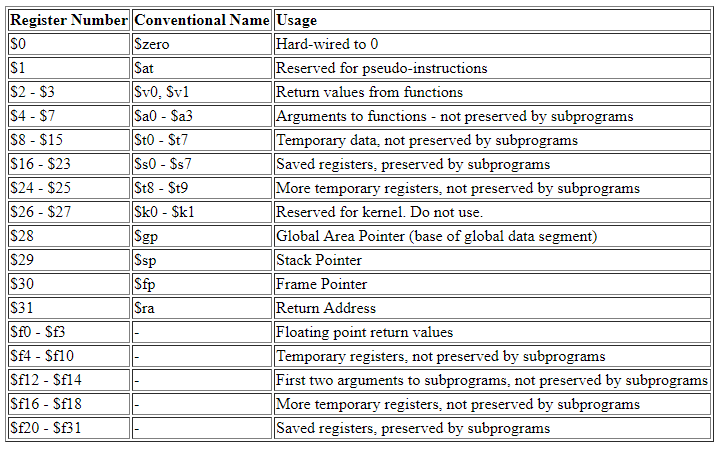 Register Number Conventional Name Usage
$0 $zero Hard-wired to 0
$1 $at Reserved for pseudo-instructions
$2 - $3 $v0, $v1 Return values from functions
$4 - $7 $a0 - $a3 Arguments to functions - not preserved by subprograms
$8 - $15 $t0 - $t7 Temporary data, not preserved by subprograms
$16 - $23 $s0 - $s7 Saved registers, preserved by subprograms
$24 - $25 $t8 - $t9 More temporary registers, not preserved by subprograms
$26 - $27 $k0 - $k1 Reserved for kernel. Do not use.
$28 $gp Global Area Pointer (base of global data segment)
$29 $sp Stack Pointer
$30 $fp Frame Pointer
$31 $ra Return Address
$f0 - $f3 - Floating point return values
$f4 - $f10 - Temporary registers, not preserved by subprograms
$f12 - $f14 - First two arguments to subprograms, not preserved by subprograms
$f16 - $f18 - More temporary registers, not preserved by subprograms
$f20 - $f31 - Saved registers, preserved by subprograms